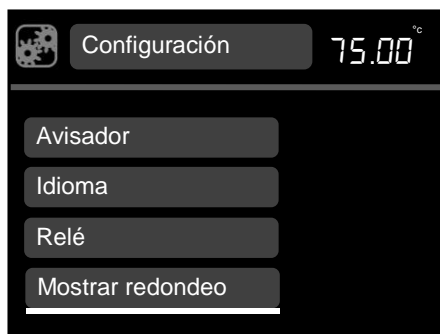 Configuración
75.00 °c
Avisador
Idioma
Relé
Mostrar redondeo